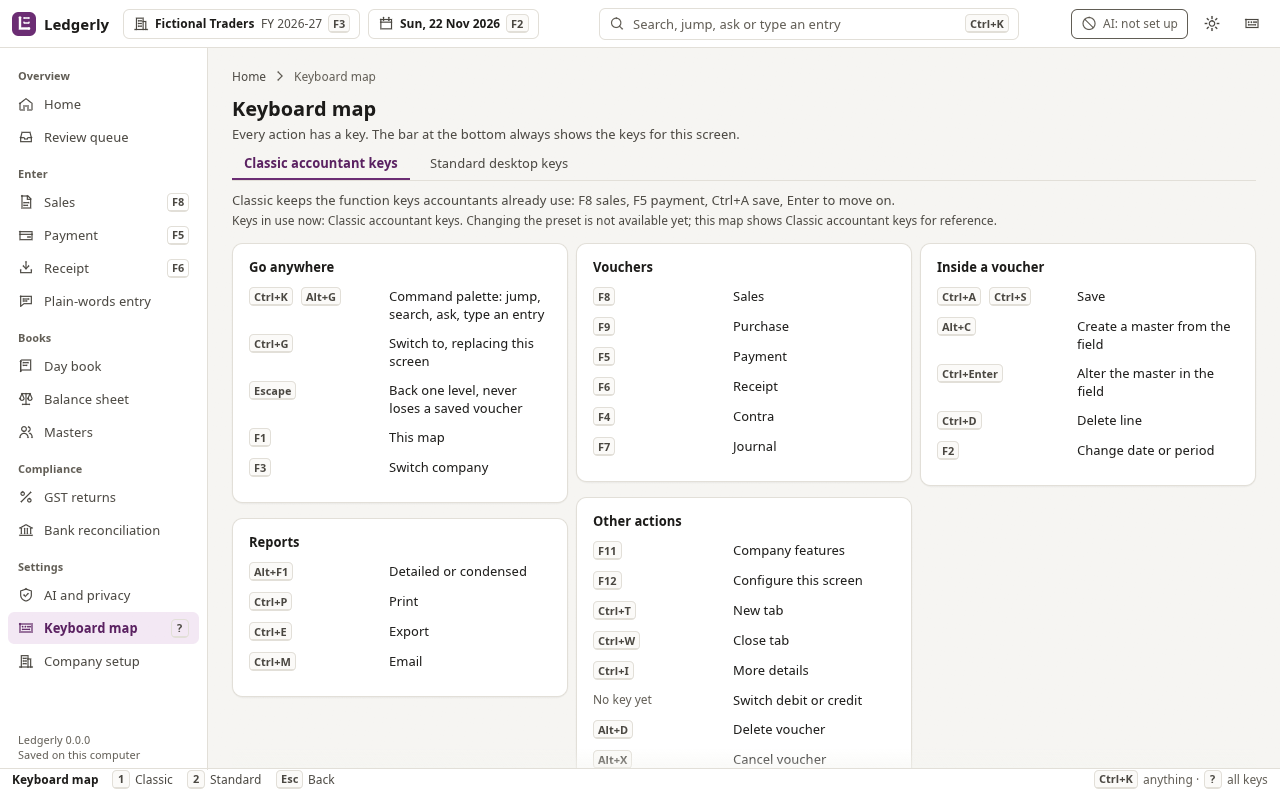 Ledgerly
Fictional Traders FY 2026-27 F3
Sun, 22 Nov 2026 F2
Search, jump, ask or type an entry Ctrl+K
AI: not set up
Overview
Home
Review queue
Enter
Sales F8
Payment F5
Receipt F6
Plain-words entry
Books
Day book
Balance sheet
Masters
Compliance
GST returns
Bank reconciliation
Settings
AI and privacy
Keyboard map ?
Company setup
Ledgerly 0.0.0
Saved on this computer
Home > Keyboard map
Keyboard map
Every action has a key. The bar at the bottom always shows the keys for this screen.
Classic accountant keys
Standard desktop keys
Classic keeps the function keys accountants already use: F8 sales, F5 payment, Ctrl+A save, Enter to move on.
Keys in use now: Classic accountant keys. Changing the preset is not available yet; this map shows Classic accountant keys for reference.
Go anywhere
Ctrl+K Alt+G Command palette: jump,
search, ask, type an entry
Ctrl+G Switch to, replacing this
screen
Escape Back one level, never
loses a saved voucher
F1 This map
F3 Switch company
Reports
Alt+F1 Detailed or condensed
Ctrl+P Print
Ctrl+E Export
Ctrl+M Email
Vouchers
F8 Sales
F9 Purchase
F5 Payment
F6 Receipt
F4 Contra
F7 Journal
Other actions
F11 Company features
F12 Configure this screen
Ctrl+T New tab
Ctrl+W Close tab
Ctrl+I More details
No key yet Switch debit or credit
Alt+D Delete voucher
Alt+X Cancel voucher
Inside a voucher
Ctrl+A Ctrl+S Save
Alt+C Create a master from the
field
Ctrl+Enter Alter the master in the
field
Ctrl+D Delete line
F2 Change date or period
Keyboard map 1 Classic 2 Standard Esc Back
Ctrl+K anything · ? all keys